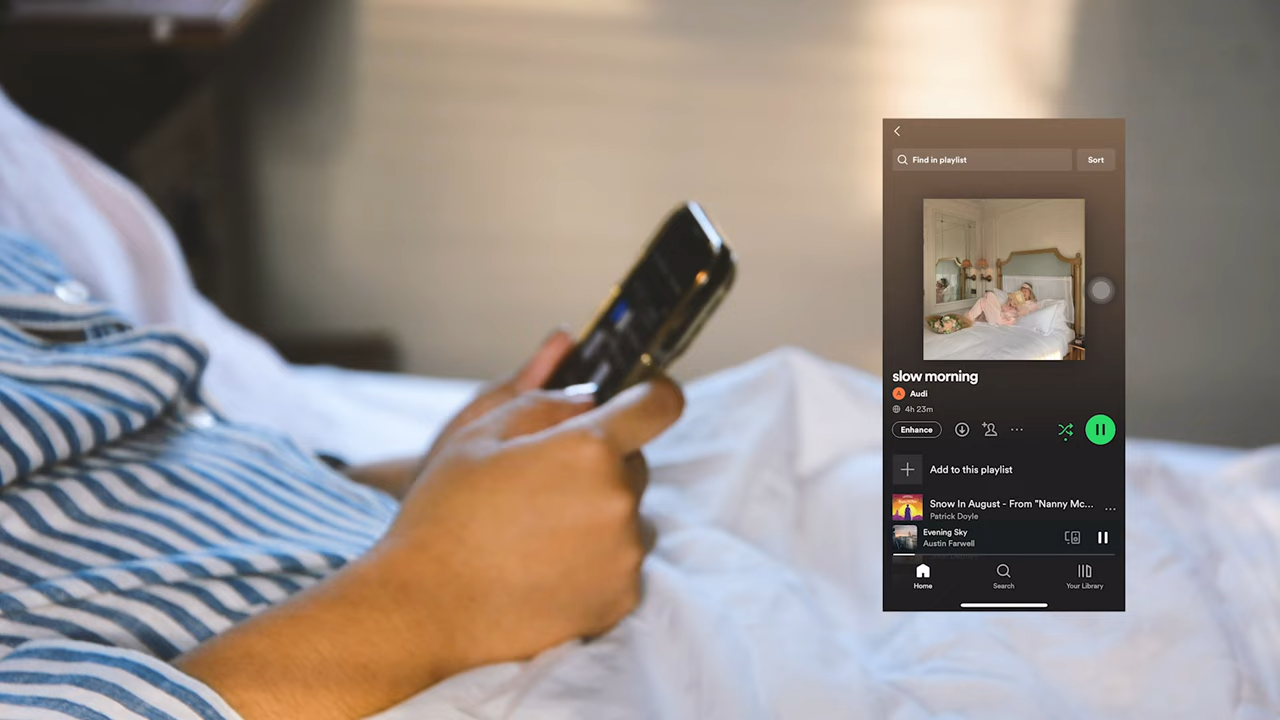 Find in playlist
Sort
slow morning
A Audi
4h 23m
Enhance
Add to this playlist
Snow In August - From "Nanny Mc...
Patrick Doyle
Evening Sky
Austin Farwell
Home
Search
Your Library